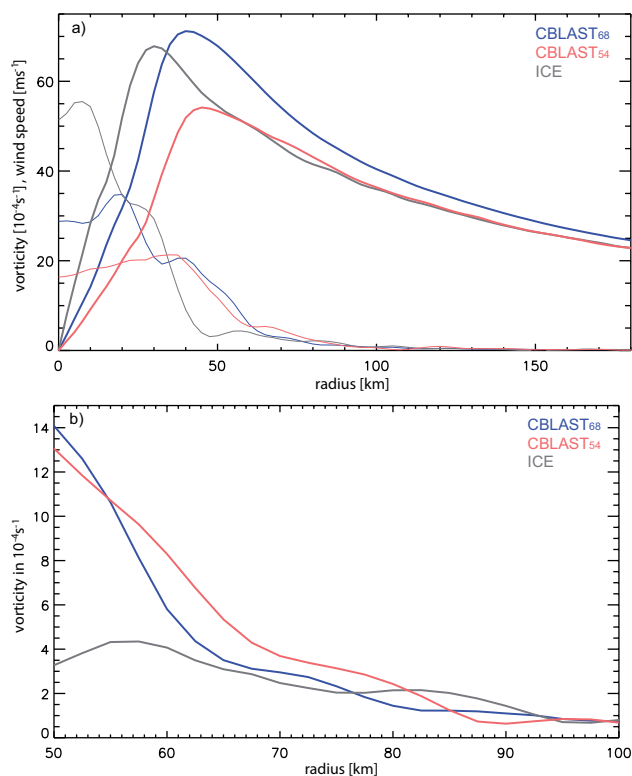 a)
CBLAST68
CBLAST54
ICE
vorticity [10⁻⁴s⁻¹], wind speed [ms⁻¹]
60
40
20
0
0 50 100 150
radius [km]
b)
CBLAST68
CBLAST54
ICE
vorticity in 10⁻⁴s⁻¹
14
12
10
8
6
4
2
0
50 60 70 80 90 100
radius [km]